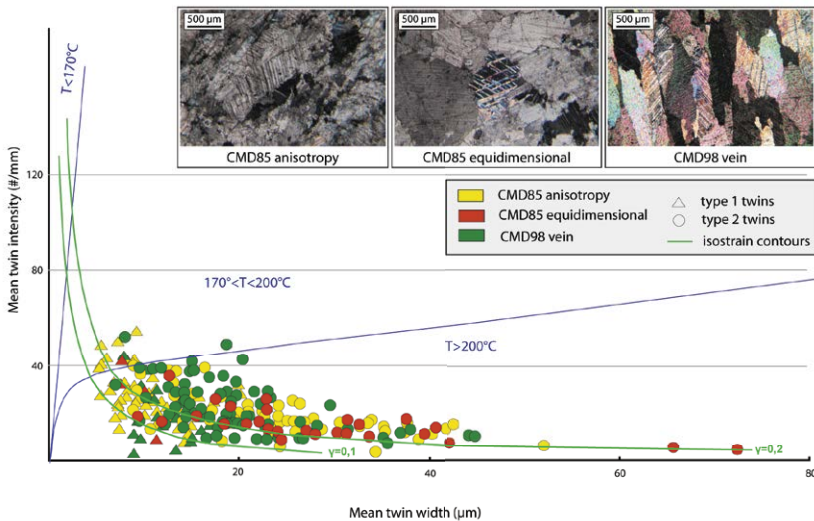 500 µm
500 µm
500 µm
CMD85 anisotropy
CMD85 equidimensional
CMD98 vein
T<170°C
120
80
40
0
20
40
60
80
Mean twin intensity (#/mm)
CMD85 anisotropy
CMD85 equidimensional
CMD98 vein
type 1 twins
type 2 twins
isostrain contours
170°<T<200°C
T>200°C
γ=0,1
γ=0,2
Mean twin width (µm)